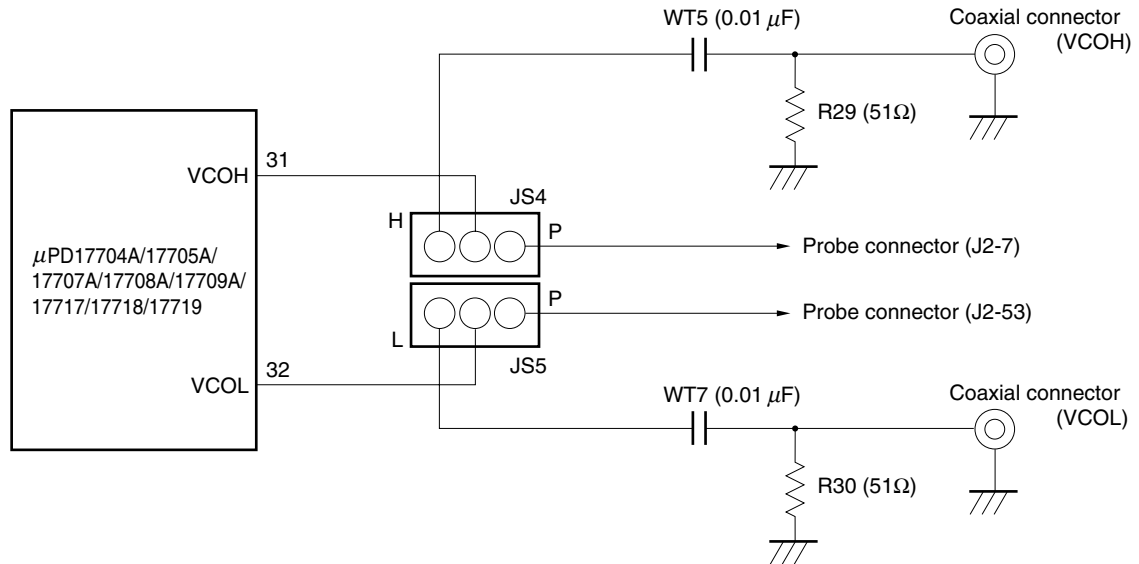 WT5 (0.01 μF)
Coaxial connector
(VCOH)
R29 (51Ω)
VCOH
31
JS4
H
P
Probe connector (J2-7)
μPD17704A/17705A/
17707A/17708A/17709A/
17717/17718/17719
P
Probe connector (J2-53)
L
JS5
VCOL
32
WT7 (0.01 μF)
Coaxial connector
(VCOL)
R30 (51Ω)